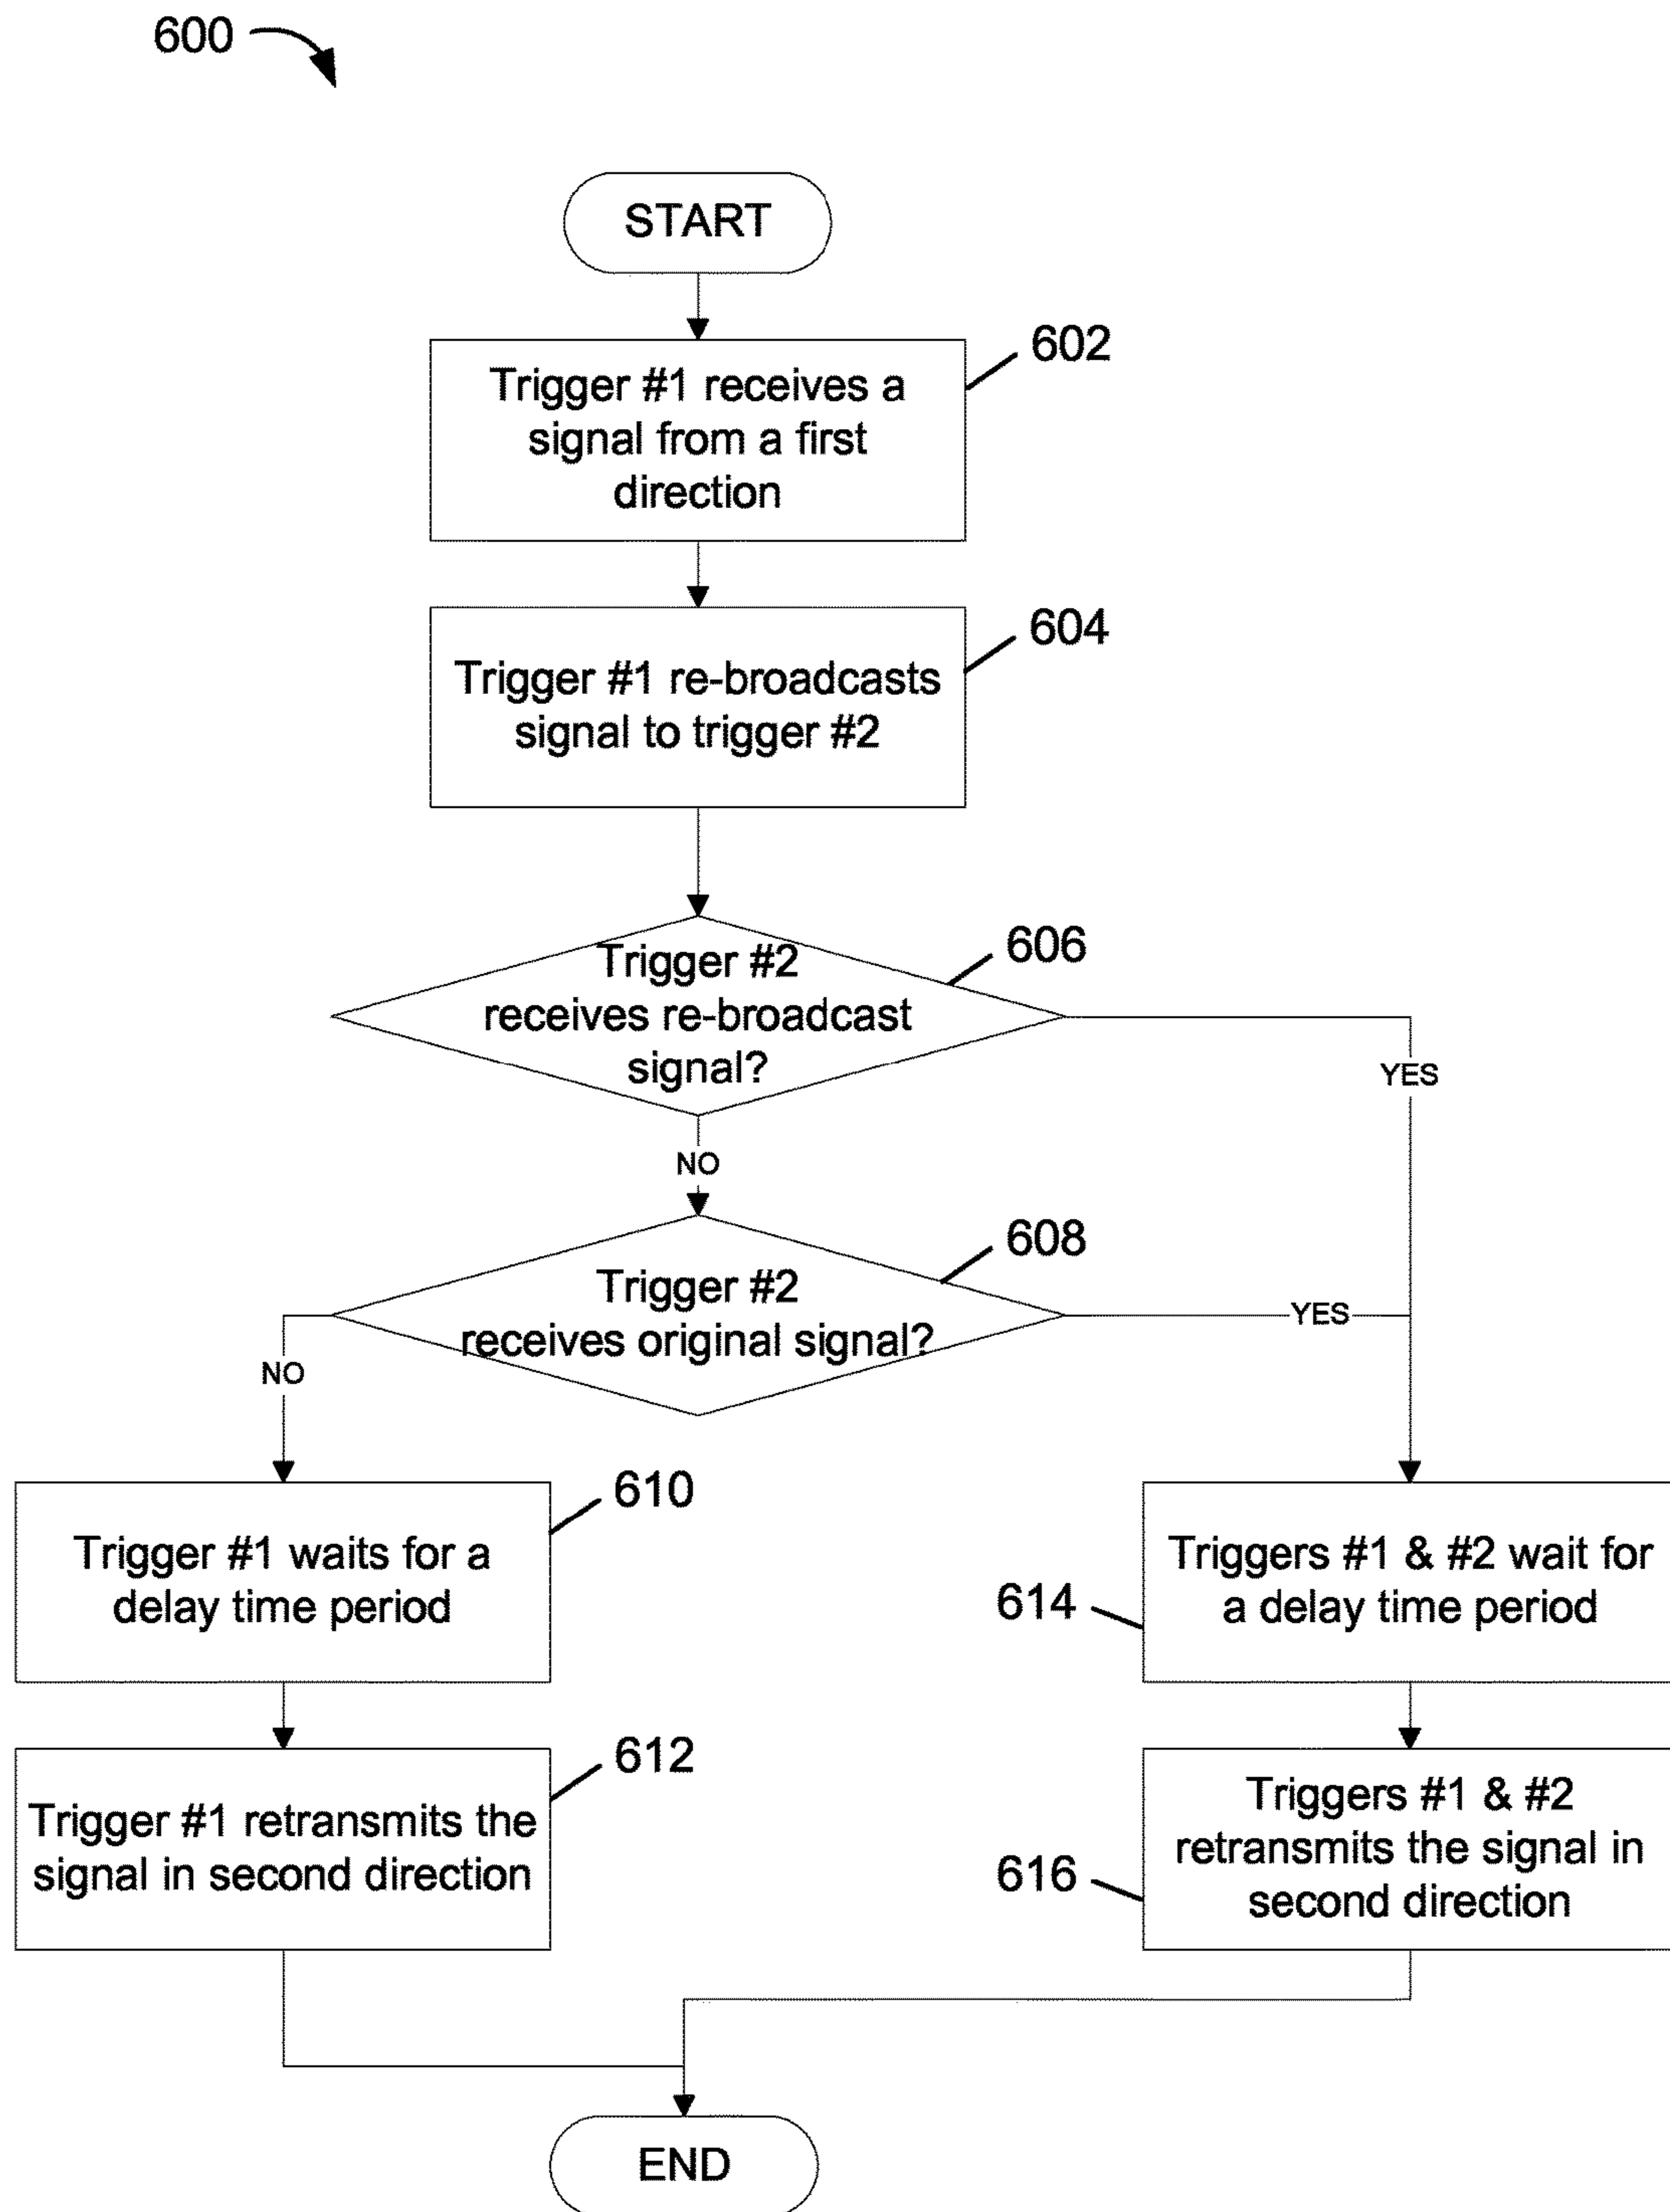 600
START
602
Trigger #1 receives a
signal from a first
direction
604
Trigger #1 re-broadcasts
signal to trigger #2
606
Trigger #2
receives re-broadcast
signal?
YES
NO
608
Trigger #2
receives original signal?
YES
NO
610
Trigger #1 waits for a
delay time period
614
Triggers #1 & #2 wait for
a delay time period
612
Trigger #1 retransmits the
signal in second direction
616
Triggers #1 & #2
retransmits the signal in
second direction
END